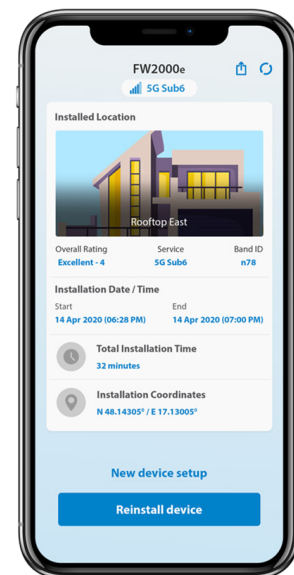 FW2000e
5G Sub6
Installed Location
Rooftop East
Overall Rating Service Band ID
Excellent - 4 5G Sub6 n78
Installation Date / Time
Start End
14 Apr 2020 (06:28 PM) 14 Apr 2020 (07:00 PM)
Total Installation Time
32 minutes
Installation Coordinates
N 48.14305° / E 17.13005°
New device setup
Reinstall device